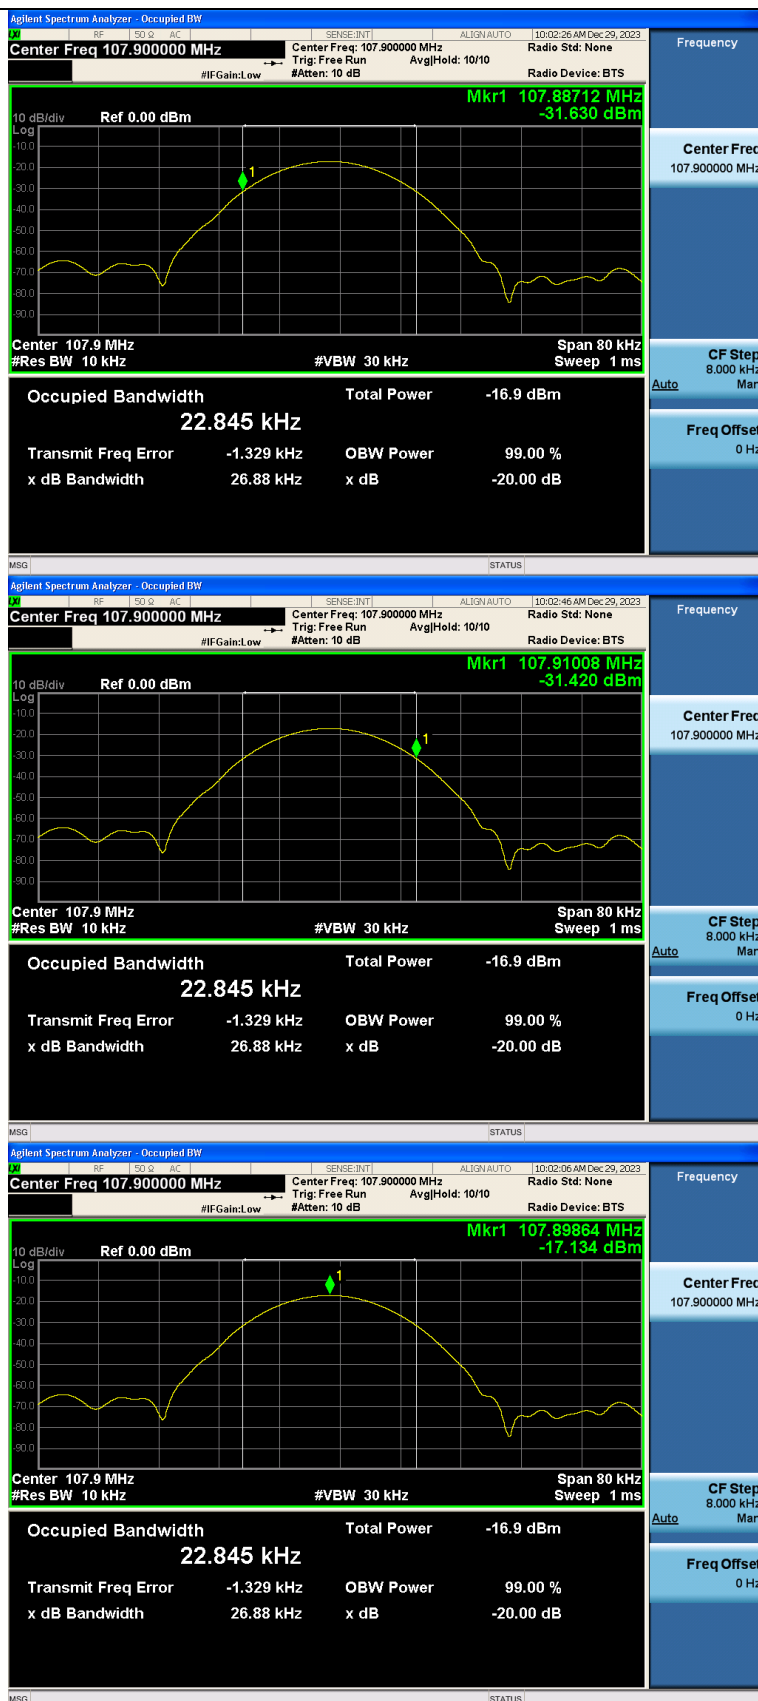 Agilent Spectrum Analyzer - Occupied BW
LXI RF 50 Ω AC SENSE:INT ALIGN AUTO 10:02:26 AM Dec 29, 2023
Center Freq 107.900000 MHz
Center Freq: 107.900000 MHz Radio Std: None
Trig: Free Run Avg|Hold: 10/10
#IFGain:Low #Atten: 10 dB Radio Device: BTS
Frequency
Mkr1 107.88712 MHz
10 dB/div Ref 0.00 dBm -31.630 dBm
Log
-10.0
1
-20.0
-30.0
-40.0
-50.0
-60.0
-70.0
-80.0
-90.0
Center Freq
107.900000 MHz
Center 107.9 MHz Span 80 kHz
#Res BW 10 kHz #VBW 30 kHz Sweep 1 ms
CF Step
8.000 kHz
Auto Man
Occupied Bandwidth Total Power -16.9 dBm
22.845 kHz
Transmit Freq Error -1.329 kHz OBW Power 99.00 %
x dB Bandwidth 26.88 kHz x dB -20.00 dB
Freq Offset
0 Hz
MSG STATUS
Agilent Spectrum Analyzer - Occupied BW
LXI RF 50 Ω AC SENSE:INT ALIGN AUTO 10:02:46 AM Dec 29, 2023
Center Freq 107.900000 MHz
Center Freq: 107.900000 MHz Radio Std: None
Trig: Free Run Avg|Hold: 10/10
#IFGain:Low #Atten: 10 dB Radio Device: BTS
Frequency
Mkr1 107.91008 MHz
10 dB/div Ref 0.00 dBm -31.420 dBm
Log
-10.0
-20.0
1
-30.0
-40.0
-50.0
-60.0
-70.0
-80.0
-90.0
Center Freq
107.900000 MHz
Center 107.9 MHz Span 80 kHz
#Res BW 10 kHz #VBW 30 kHz Sweep 1 ms
CF Step
8.000 kHz
Auto Man
Occupied Bandwidth Total Power -16.9 dBm
22.845 kHz
Transmit Freq Error -1.329 kHz OBW Power 99.00 %
x dB Bandwidth 26.88 kHz x dB -20.00 dB
Freq Offset
0 Hz
MSG STATUS
Agilent Spectrum Analyzer - Occupied BW
LXI RF 50 Ω AC SENSE:INT ALIGN AUTO 10:02:06 AM Dec 29, 2023
Center Freq 107.900000 MHz
Center Freq: 107.900000 MHz Radio Std: None
Trig: Free Run Avg|Hold: 10/10
#IFGain:Low #Atten: 10 dB Radio Device: BTS
Frequency
Mkr1 107.89864 MHz
10 dB/div Ref 0.00 dBm -17.134 dBm
Log
1
-10.0
-20.0
-30.0
-40.0
-50.0
-60.0
-70.0
-80.0
-90.0
Center Freq
107.900000 MHz
Center 107.9 MHz Span 80 kHz
#Res BW 10 kHz #VBW 30 kHz Sweep 1 ms
CF Step
8.000 kHz
Auto Man
Occupied Bandwidth Total Power -16.9 dBm
22.845 kHz
Transmit Freq Error -1.329 kHz OBW Power 99.00 %
x dB Bandwidth 26.88 kHz x dB -20.00 dB
Freq Offset
0 Hz
MSG STATUS